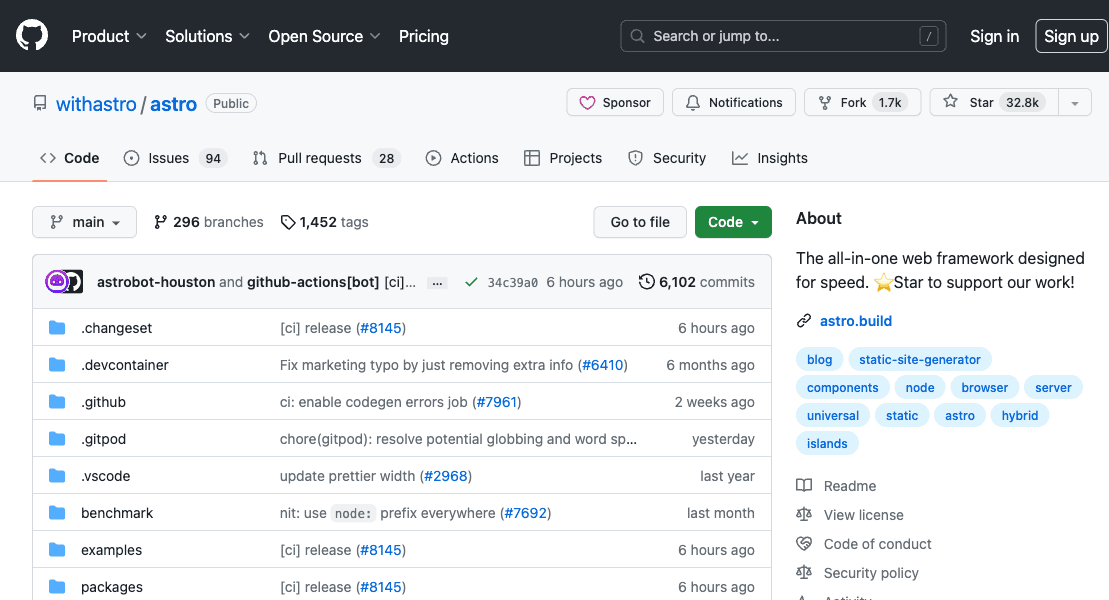 Product Solutions Open Source Pricing Search or jump to... / Sign in Sign up
withastro / astro Public Sponsor Notifications Fork 1.7k Star 32.8k
Code Issues 94 Pull requests 28 Actions Projects Security Insights
main 296 branches 1,452 tags Go to file Code
astrobot-houston and github-actions[bot] [ci]... ... 34c39a0 6 hours ago 6,102 commits
.changeset [ci] release (#8145) 6 hours ago
.devcontainer Fix marketing typo by just removing extra info (#6410) 6 months ago
.github ci: enable codegen errors job (#7961) 2 weeks ago
.gitpod chore(gitpod): resolve potential globbing and word sp... yesterday
.vscode update prettier width (#2968) last year
benchmark nit: use node: prefix everywhere (#7692) last month
examples [ci] release (#8145) 6 hours ago
packages [ci] release (#8145) 6 hours ago
About
The all-in-one web framework designed
for speed. ⭐Star to support our work!
astro.build
blog static-site-generator
components node browser server
universal static astro hybrid
islands
Readme
View license
Code of conduct
Security policy